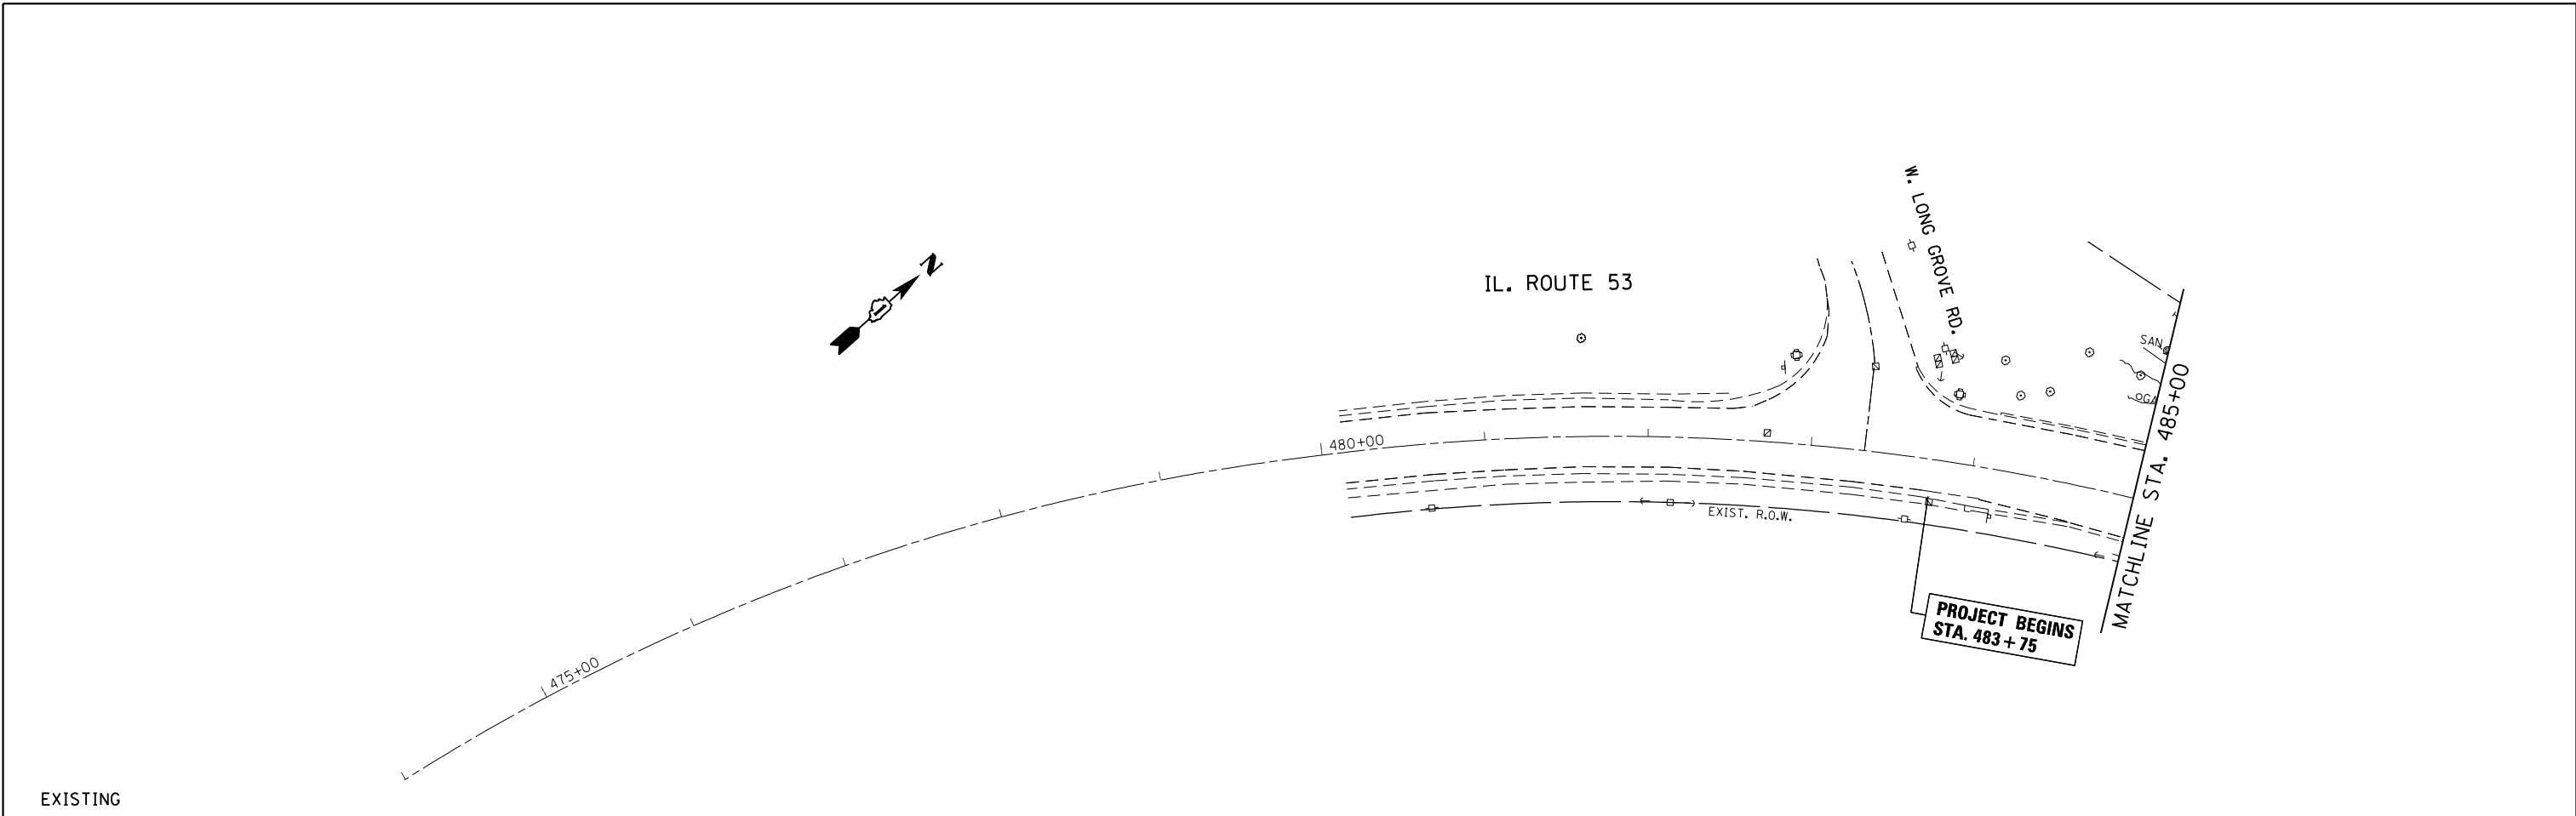 N
IL. ROUTE 53
W. LONG GROVE RD.
SAN
GA
480+00
EXIST. R.O.W.
MATCHLINE STA. 485+00
PROJECT BEGINS
STA. 483+75
475+00
EXISTING